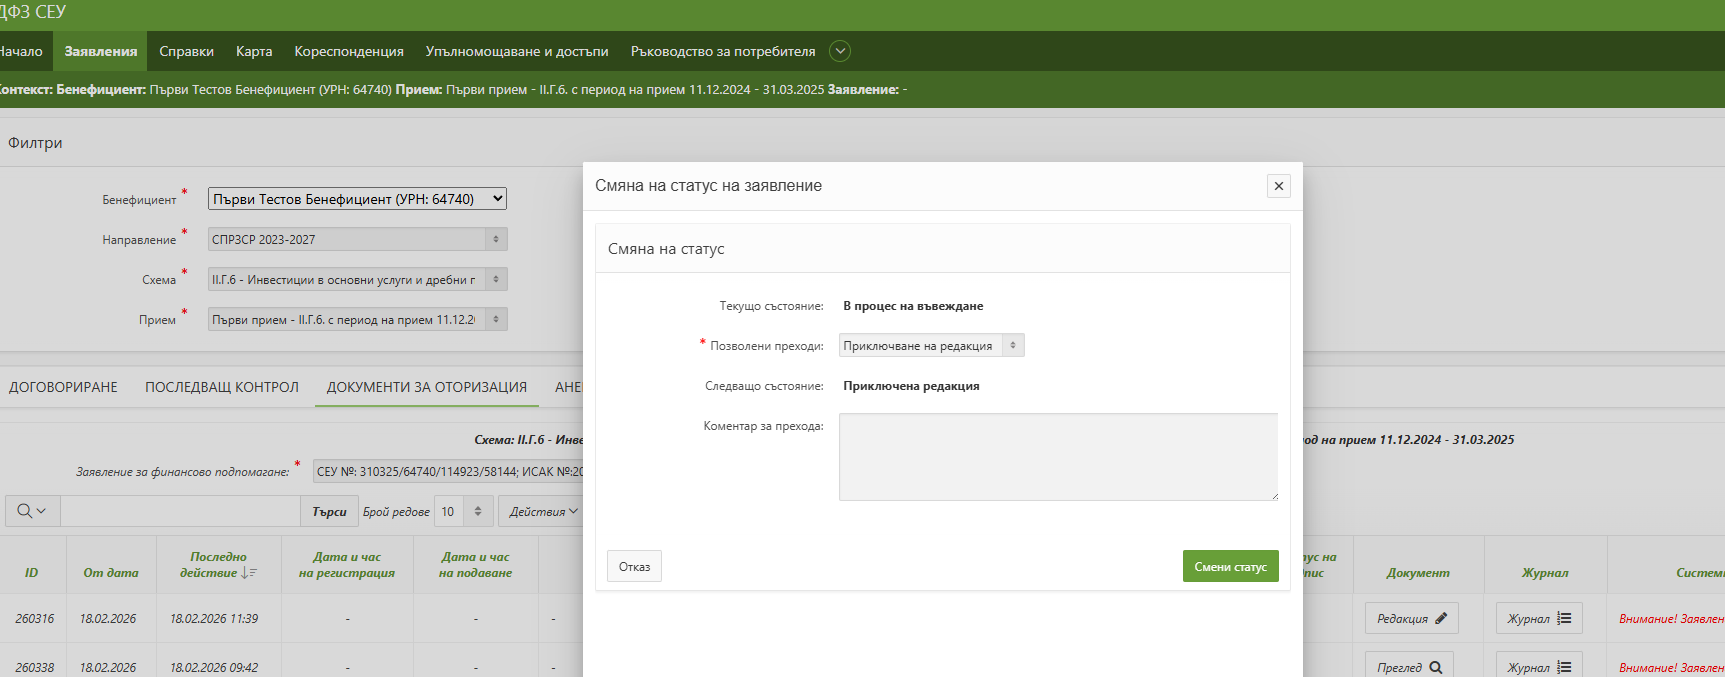 ДФЗ СЕУ
Начало Заявления Справки Карта Кореспонденция Упълномощаване и достъпи Ръководство за потребителя
Контекст: Бенефициент: Първи Тестов Бенефициент (УРН: 64740) Прием: Първи прием - II.Г.6. с период на прием 11.12.2024 - 31.03.2025 Заявление: -
Филтри
Бенефициент * Първи Тестов Бенефициент (УРН: 64740)
Направление * СПРЗСР 2023-2027
Схема * II.Г.6 - Инвестиции в основни услуги и дребни г
Прием * Първи прием - II.Г.6. с период на прием 11.12.20
ДОГОВОРИРАНЕ ПОСЛЕДВАЩ КОНТРОЛ ДОКУМЕНТИ ЗА ОТОРИЗАЦИЯ АНЕ
Схема: II.Г.6 - Инве
од на прием 11.12.2024 - 31.03.2025
Заявление за финансово подпомагане: * СЕУ №: 310325/64740/114923/58144; ИСАК №:20
Търси Брой редове 10 Действия
ID От дата Последно действие Дата и час на регистрация Дата и час на подаване
тус на пис Документ Журнал Систем
260316 18.02.2026 18.02.2026 11:39 - - - Редакция Журнал Внимание! Заявлен
260338 18.02.2026 18.02.2026 09:42 - - - Преглед Журнал Внимание! Заявлен
Смяна на статус на заявление
Смяна на статус
Текущо състояние: В процес на въвеждане
* Позволени преходи: Приключване на редакция
Следващо състояние: Приключена редакция
Коментар за прехода:
Отказ Смени статус